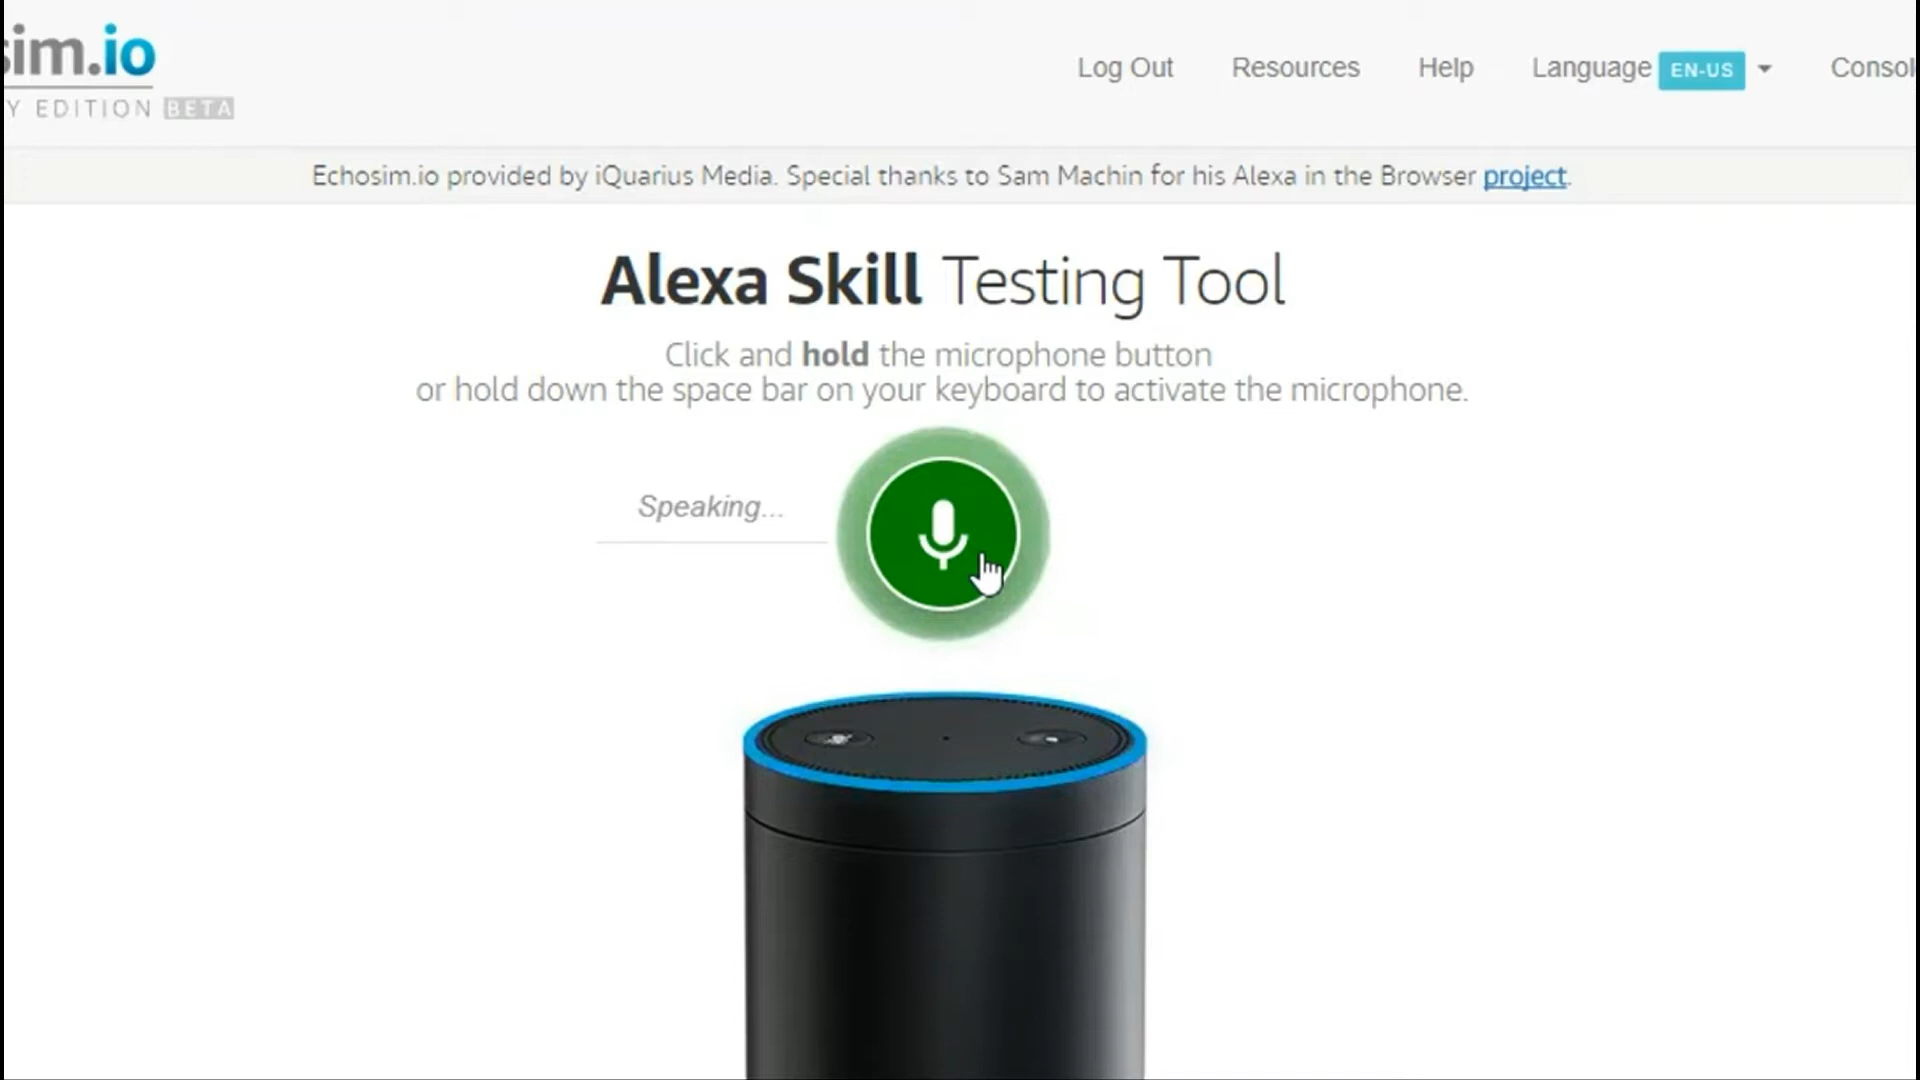 sim.io
Y EDITION BETA
Log Out Resources Help Language EN-US Consol
Echosim.io provided by iQuarius Media. Special thanks to Sam Machin for his Alexa in the Browser project.
Alexa Skill Testing Tool
Click and hold the microphone button
or hold down the space bar on your keyboard to activate the microphone.
Speaking...